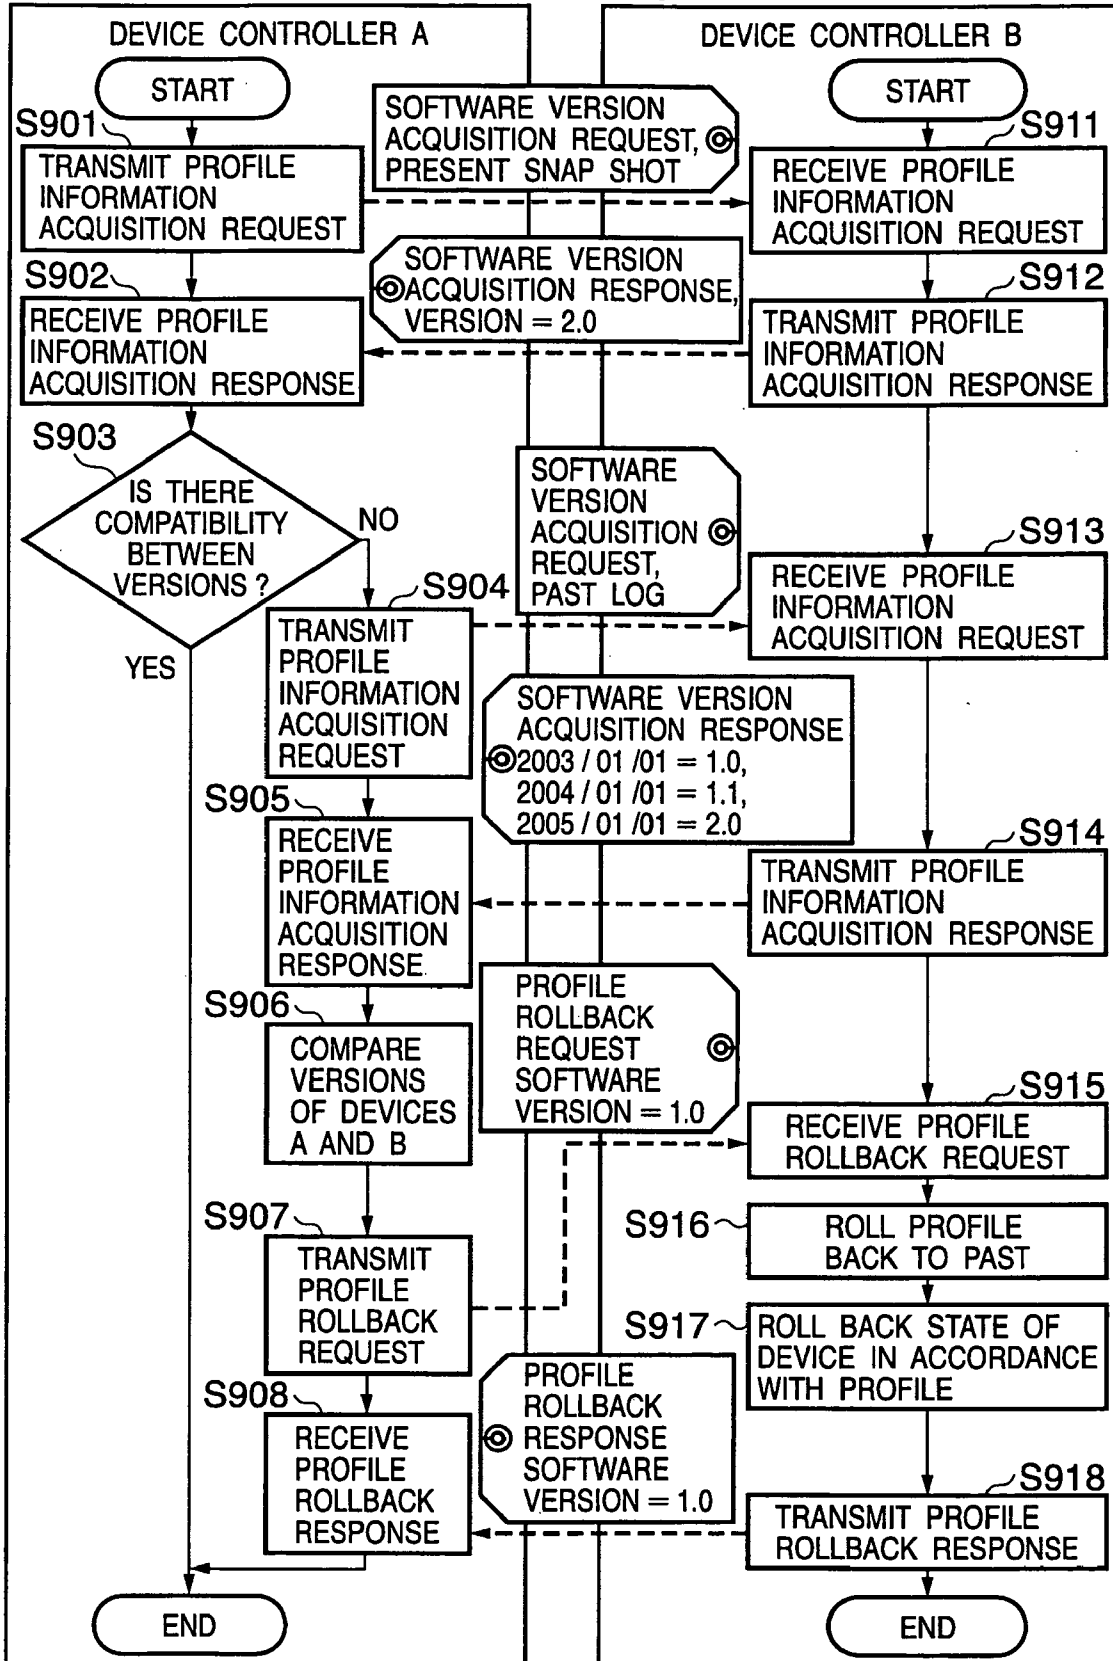 DEVICE CONTROLLER A
START
S901
TRANSMIT PROFILE
INFORMATION
ACQUISITION REQUEST
S902
RECEIVE PROFILE
INFORMATION
ACQUISITION RESPONSE
S903
IS THERE
COMPATIBILITY
BETWEEN
VERSIONS ?
NO
YES
S904
TRANSMIT
PROFILE
INFORMATION
ACQUISITION
REQUEST
S905
RECEIVE
PROFILE
INFORMATION
ACQUISITION
RESPONSE
S906
COMPARE
VERSIONS
OF DEVICES
A AND B
S907
TRANSMIT
PROFILE
ROLLBACK
REQUEST
S908
RECEIVE
PROFILE
ROLLBACK
RESPONSE
END
SOFTWARE VERSION
ACQUISITION REQUEST,
PRESENT SNAP SHOT
SOFTWARE VERSION
ACQUISITION RESPONSE,
VERSION = 2.0
SOFTWARE
VERSION
ACQUISITION
REQUEST,
PAST LOG
SOFTWARE VERSION
ACQUISITION RESPONSE
2003 / 01 /01 = 1.0,
2004 / 01 /01 = 1.1,
2005 / 01 /01 = 2.0
PROFILE
ROLLBACK
REQUEST
SOFTWARE
VERSION = 1.0
PROFILE
ROLLBACK
RESPONSE
SOFTWARE
VERSION = 1.0
DEVICE CONTROLLER B
START
S911
RECEIVE PROFILE
INFORMATION
ACQUISITION REQUEST
S912
TRANSMIT PROFILE
INFORMATION
ACQUISITION RESPONSE
S913
RECEIVE PROFILE
INFORMATION
ACQUISITION REQUEST
S914
TRANSMIT PROFILE
INFORMATION
ACQUISITION RESPONSE
S915
RECEIVE PROFILE
ROLLBACK REQUEST
S916
ROLL PROFILE
BACK TO PAST
S917
ROLL BACK STATE OF
DEVICE IN ACCORDANCE
WITH PROFILE
S918
TRANSMIT PROFILE
ROLLBACK RESPONSE
END